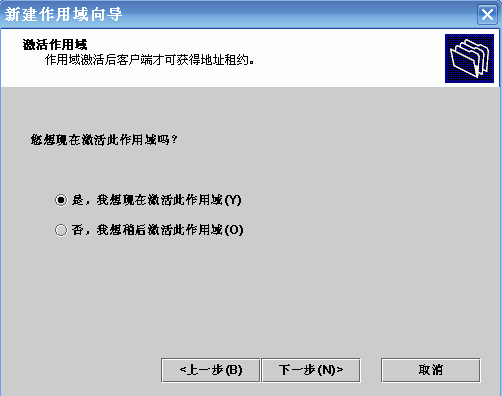 新建作用域向导
激活作用域
作用域激活后客户端才可获得地址租约。
您想现在激活此作用域吗？
是，我想现在激活此作用域(Y)
否，我想稍后激活此作用域(O)
<上一步(B) 下一步(N)> 取消